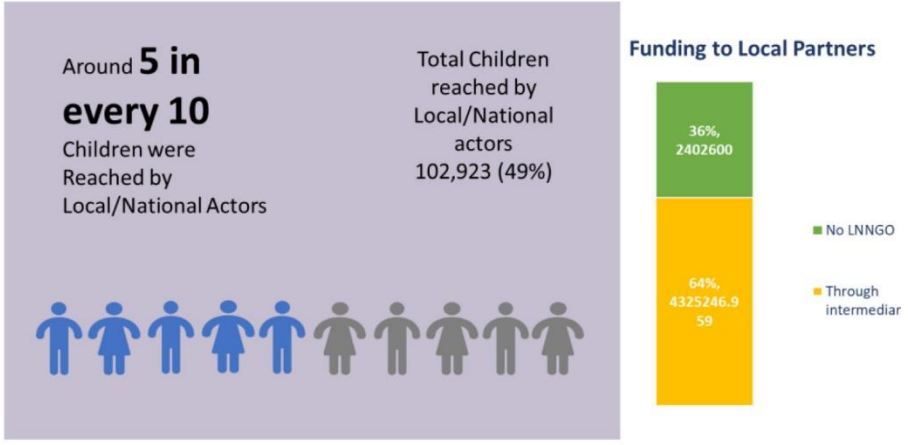 Around 5 in
every 10
Children were
Reached by
Local/National Actors
Total Children
reached by
Local/National
actors
102,923 (49%)
Funding to Local Partners
36%,
2402600
64%,
4325246.9
59
No LNNGO
Through
intermediar